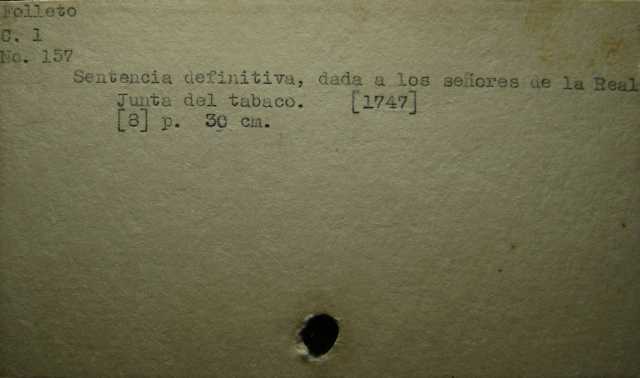 Folleto
C. 1
No. 157
Sentencia definitiva, dada a los señores de la Real
Junta del tabaco. [1747]
[8] p. 30 cm.